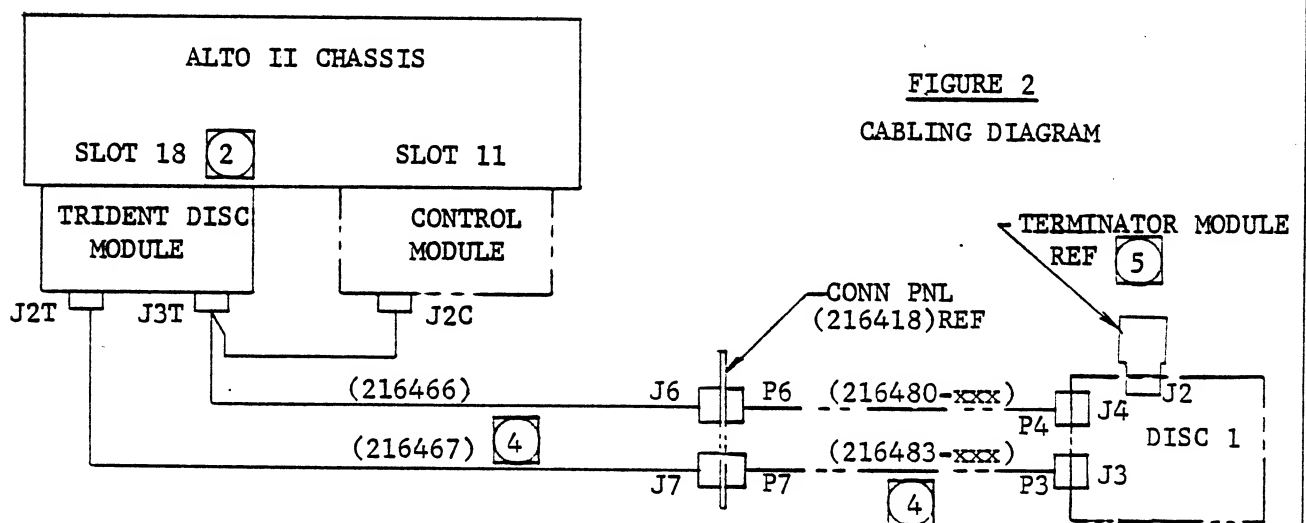 ALTO II CHASSIS
FIGURE 2
CABLING DIAGRAM
SLOT 18 2
SLOT 11
TRIDENT DISC
MODULE
CONTROL
MODULE
TERMINATOR MODULE
REF 5
J2T
J3T
J2C
CONN PNL
(216418)REF
(216466)
J6
P6
(216480-xxx)
P4
J4
J2
DISC 1
(216467) 4
J7
P7
(216483-xxx)
P3
J3
4